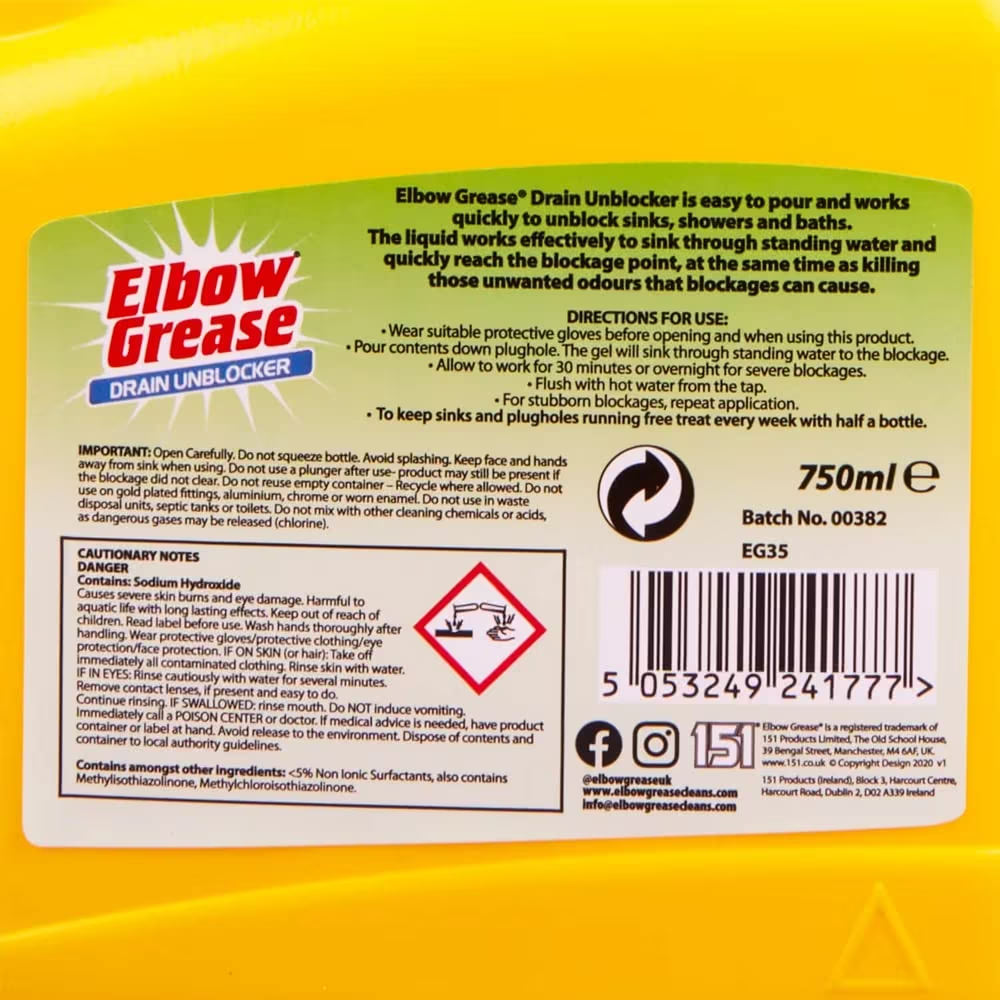 Elbow Grease® Drain Unblocker is easy to pour and works
quickly to unblock sinks, showers and baths.
The liquid works effectively to sink through standing water and
quickly reach the blockage point, at the same time as killing
those unwanted odours that blockages can cause.
Elbow
Grease
DRAIN UNBLOCKER
DIRECTIONS FOR USE:
• Wear suitable protective gloves before opening and when using this product.
• Pour contents down plughole. The gel will sink through standing water to the blockage.
• Allow to work for 30 minutes or overnight for severe blockages.
• Flush with hot water from the tap.
• For stubborn blockages, repeat application.
• To keep sinks and plugholes running free treat every week with half a bottle.
IMPORTANT: Open Carefully. Do not squeeze bottle. Avoid splashing. Keep face and hands
away from sink when using. Do not use a plunger after use- product may still be present if
the blockage did not clear. Do not reuse empty container – Recycle where allowed. Do not
use on gold plated fittings, aluminium, chrome or worn enamel. Do not use in waste
disposal units, septic tanks or toilets. Do not mix with other cleaning chemicals or acids,
as dangerous gases may be released (chlorine).
750ml e
Batch No. 00382
EG35
CAUTIONARY NOTES
DANGER
Contains: Sodium Hydroxide
Causes severe skin burns and eye damage. Harmful to
aquatic life with long lasting effects. Keep out of reach of
children. Read label before use. Wash hands thoroughly after
handling. Wear protective gloves/protective clothing/eye
protection/face protection. IF ON SKIN (or hair): Take off
immediately all contaminated clothing. Rinse skin with water.
IF IN EYES: Rinse cautiously with water for several minutes.
Remove contact lenses, if present and easy to do.
Continue rinsing. IF SWALLOWED: rinse mouth. Do NOT induce vomiting.
Immediately call a POISON CENTER or doctor. If medical advice is needed, have product
container or label at hand. Avoid release to the environment. Dispose of contents and
container to local authority guidelines.
Contains amongst other ingredients: <5% Non Ionic Surfactants, also contains
Methylisothiazolinone, Methylchloroisothiazolinone.
5 053249 241777 >
@elbowgreaseuk
www.elbowgreasecleans.com
info@elbowgreasecleans.com
151
Elbow Grease® is a registered trademark of
151 Products Limited, The Old School House,
39 Bengal Street, Manchester, M4 6AF, UK.
www.151.co.uk © Copyright Design 2020 v1
151 Products (Ireland), Block 3, Harcourt Centre,
Harcourt Road, Dublin 2, D02 A339 Ireland